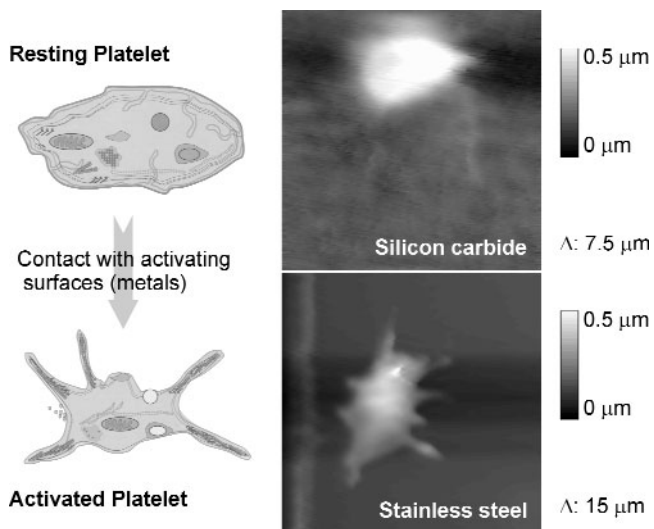 Resting Platelet
Contact with activating
surfaces (metals)
Activated Platelet
Silicon carbide
0.5 μm
0 μm
Λ: 7.5 μm
Stainless steel
0.5 μm
0 μm
Λ: 15 μm